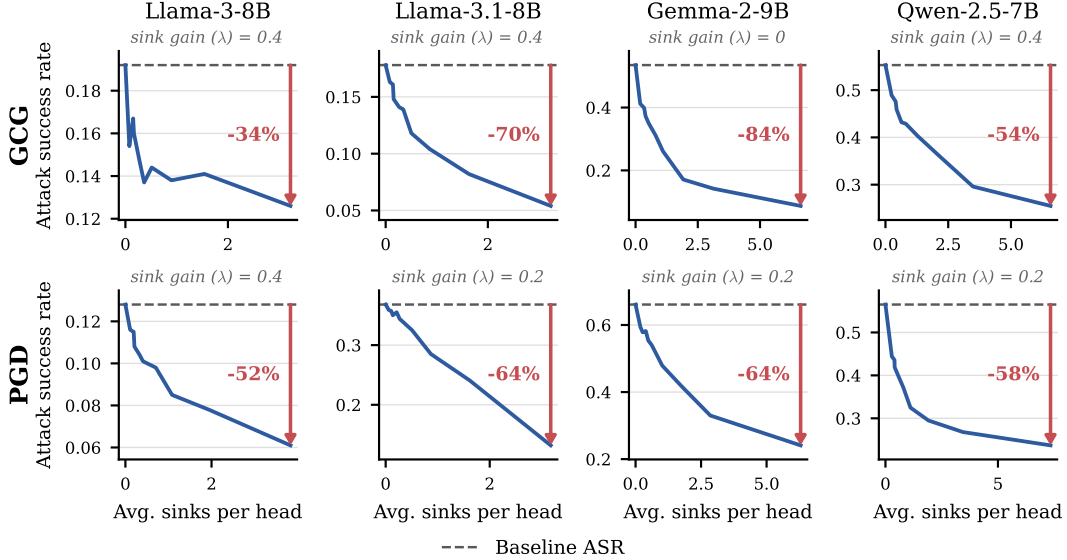 Llama-3-8B
sink gain (λ) = 0.4
Llama-3.1-8B
sink gain (λ) = 0.4
Gemma-2-9B
sink gain (λ) = 0
Qwen-2.5-7B
sink gain (λ) = 0.4
GCG
Attack success rate
0.18
0.16
0.14
0.12
0
2
-34%
0.15
0.10
0.05
0
2
-70%
0.4
0.2
0.0
2.5
5.0
-84%
0.5
0.4
0.3
0.0
2.5
5.0
-54%
sink gain (λ) = 0.4
sink gain (λ) = 0.2
sink gain (λ) = 0.2
sink gain (λ) = 0.2
PGD
Attack success rate
0.12
0.10
0.08
0.06
0
2
-52%
0.3
0.2
0
2
-64%
0.6
0.4
0.2
0.0
2.5
5.0
-64%
0.5
0.4
0.3
0
5
-58%
Avg. sinks per head
Avg. sinks per head
Avg. sinks per head
Avg. sinks per head
Baseline ASR